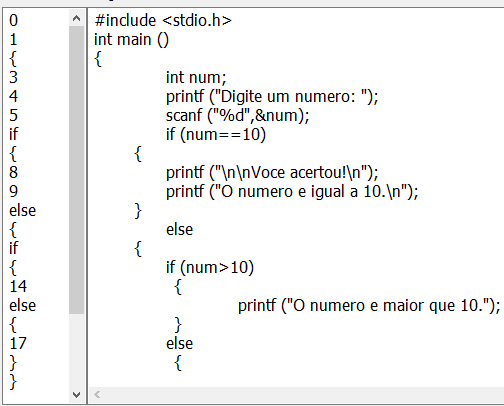 0
1
{
3
4
5
if
{
8
9
else
{
if
{
14
else
{
17
}
}
#include <stdio.h>
int main ()
{
int num;
printf ("Digite um numero: ");
scanf ("%d",&num);
if (num==10)
{
printf ("\n\nVoce acertou!\n");
printf ("O numero e igual a 10.\n");
}
else
{
if (num>10)
{
printf ("O numero e maior que 10.");
}
else
{